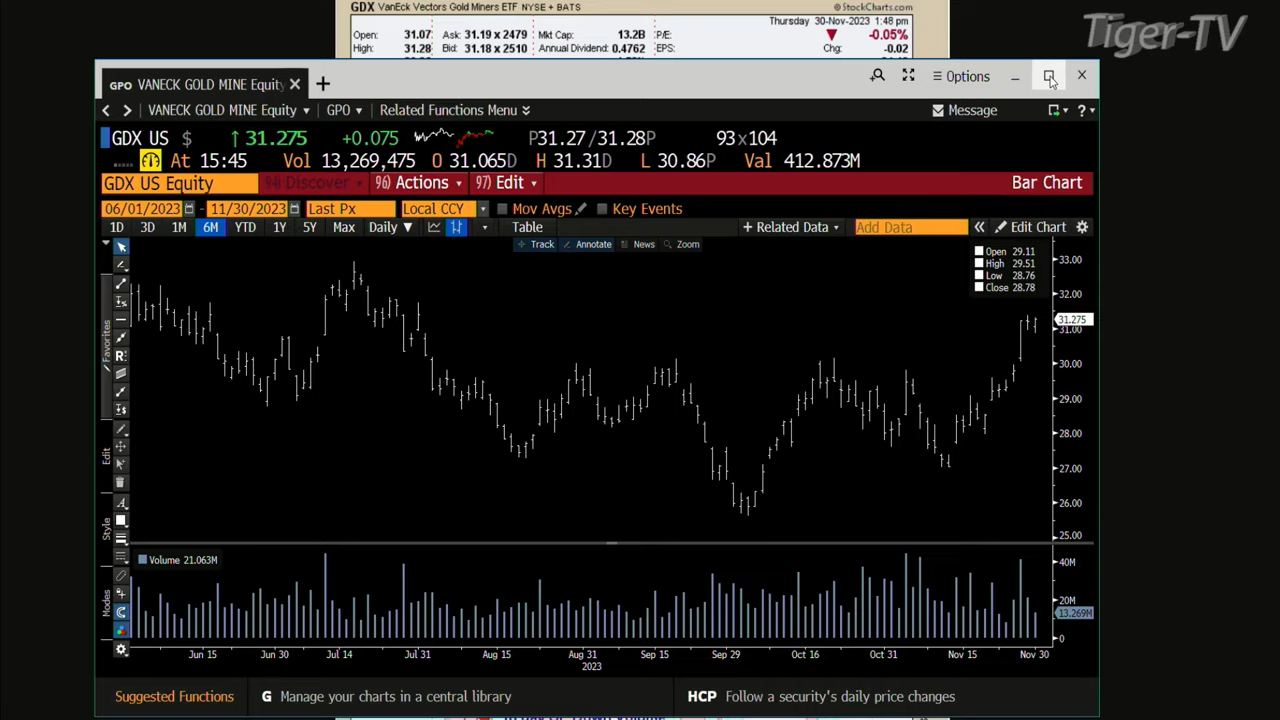 GDX VanEck Vectors Gold Miners ETF NYSE + BATS
© StockCharts.com
Thursday 30-Nov-2023 1:48 pm
Open: 31.07 Ask: 31.19 x 2479 Mkt Cap: 13.2B P/E: -0.05%
High: 31.28 Bid: 31.18 x 2510 Annual Dividend: 0.4762 EPS: Chg: -0.02
Tiger-TV
GPO VANECK GOLD MINE Equity
Options
VANECK GOLD MINE Equity GPO Related Functions Menu Message
GDX US $ ↑ 31.275 +0.075 P31.27/31.28P 93x104
At 15:45 Vol 13,269,475 O 31.065D H 31.31D L 30.86P Val 412.873M
GDX US Equity 94) Discover 96) Actions 97) Edit Bar Chart
06/01/2023 - 11/30/2023 Last Px Local CCY Mov Avgs Key Events
1D 3D 1M 6M YTD 1Y 5Y Max Daily ▼ Table + Related Data Add Data « Edit Chart
Track Annotate News Zoom
Open 29.11
High 29.51
Low 28.76
Close 28.78
33.00
32.00
31.275
31.00
30.00
29.00
28.00
27.00
26.00
25.00
Favorites
Edit
Style
Modes
Volume 21.063M
40M
20M
13.269M
0
Jun 15 Jun 30 Jul 14 Jul 31 Aug 15 Aug 31 Sep 15 Sep 29 Oct 16 Oct 31 Nov 15 Nov 30
2023
Suggested Functions G Manage your charts in a central library HCP Follow a security's daily price changes